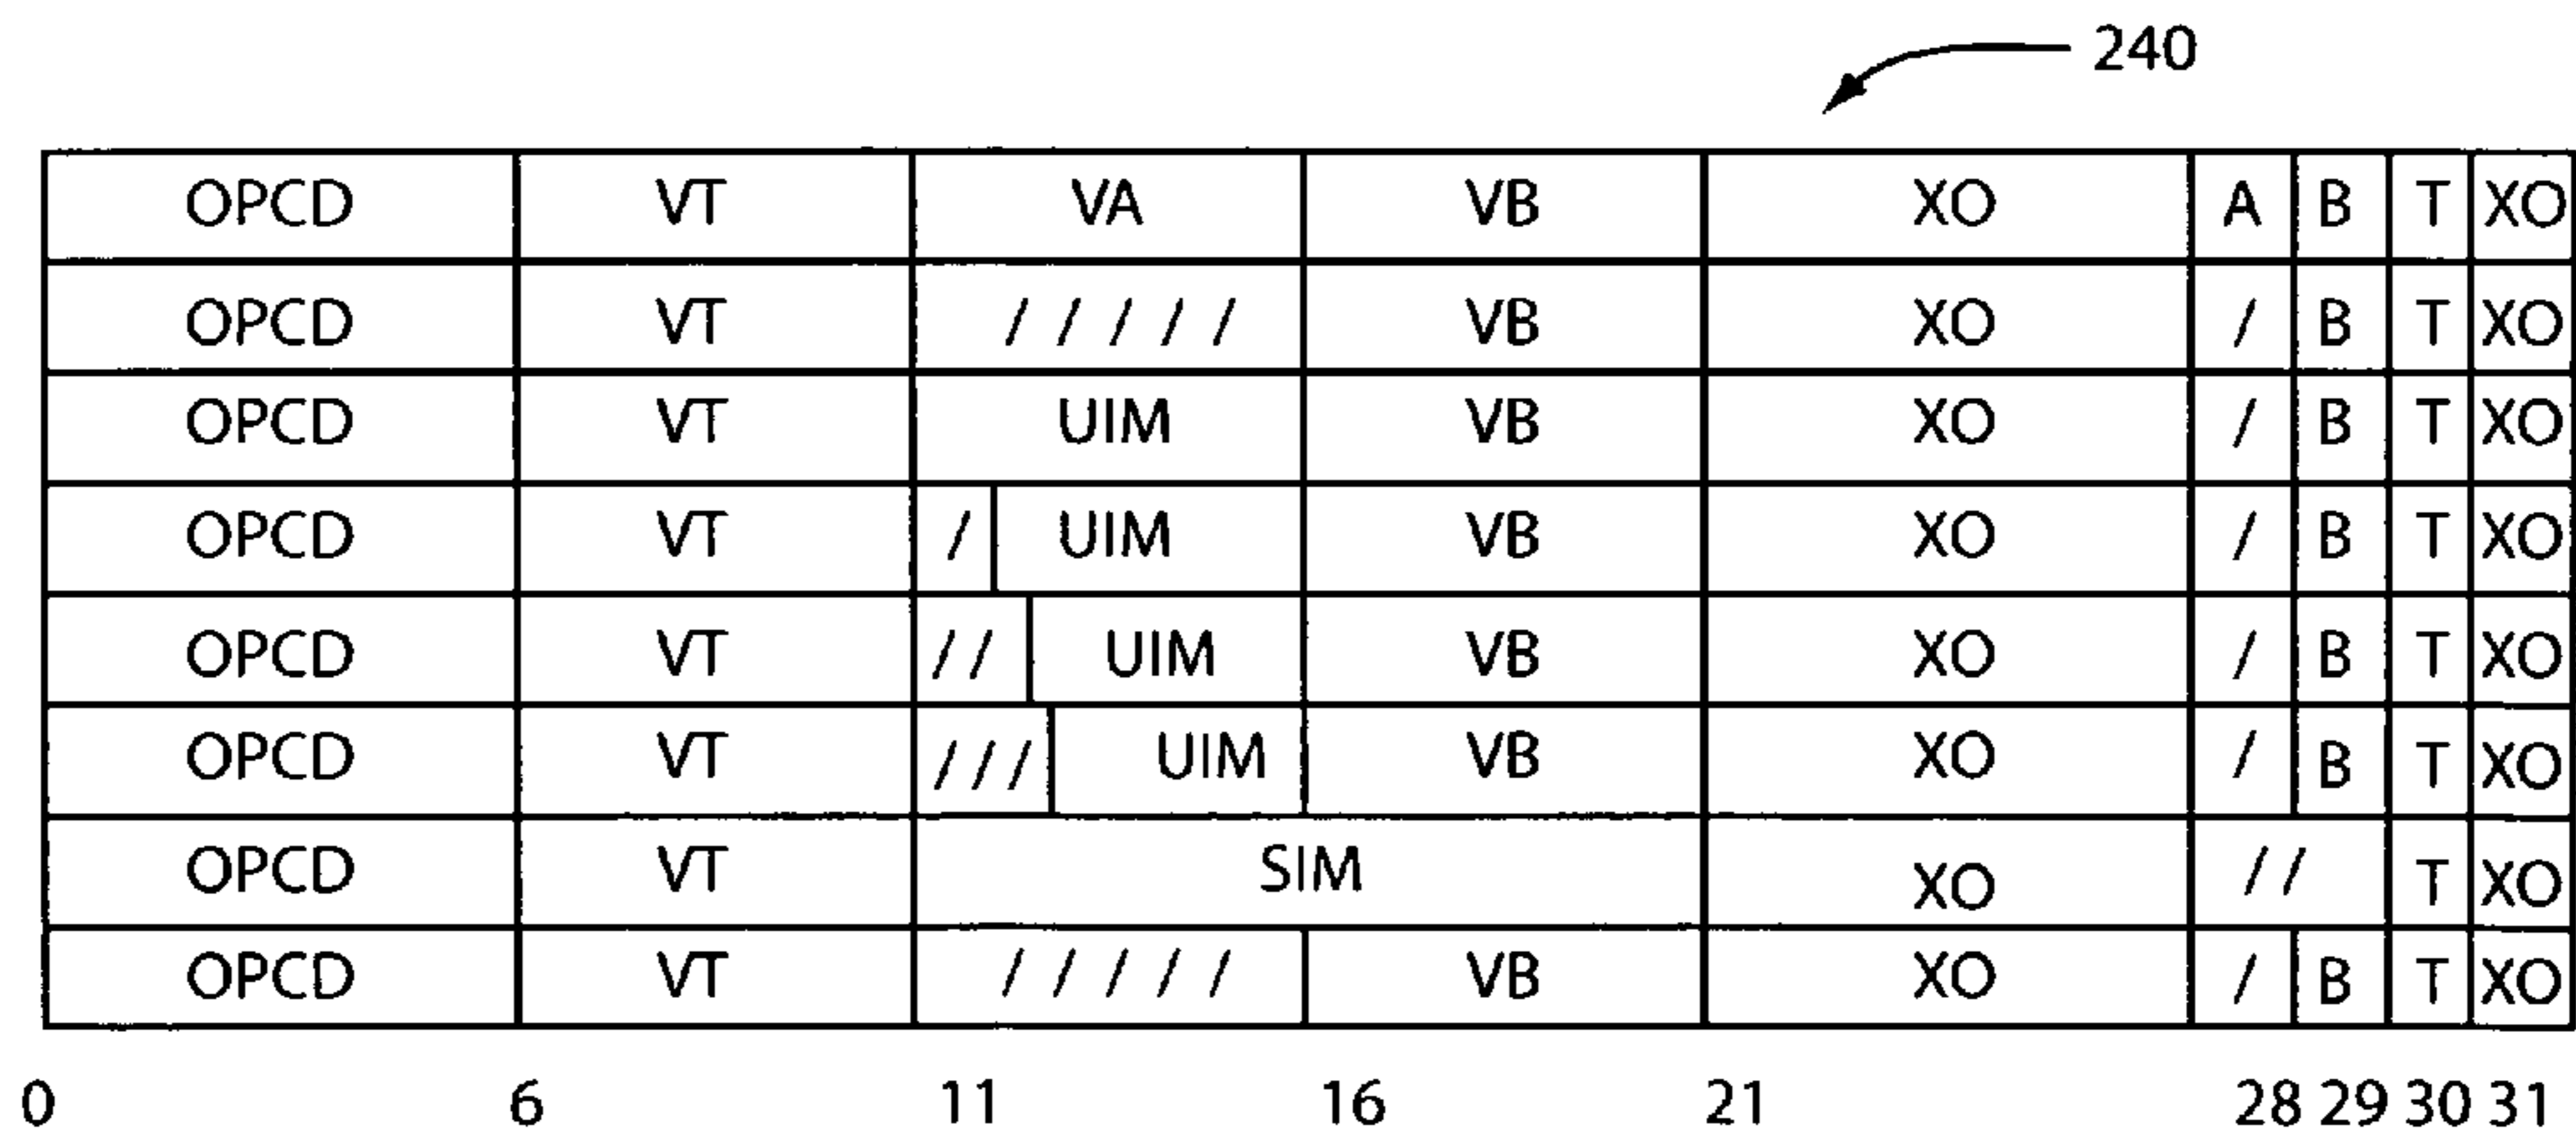 240
OPCD VT VA VB XO A B T XO
OPCD VT / / / / / VB XO / B T XO
OPCD VT UIM VB XO / B T XO
OPCD VT / UIM VB XO / B T XO
OPCD VT / / UIM VB XO / B T XO
OPCD VT / / / UIM VB XO / B T XO
OPCD VT SIM XO / / T XO
OPCD VT / / / / / VB XO / B T XO
0 6 11 16 21 28 29 30 31